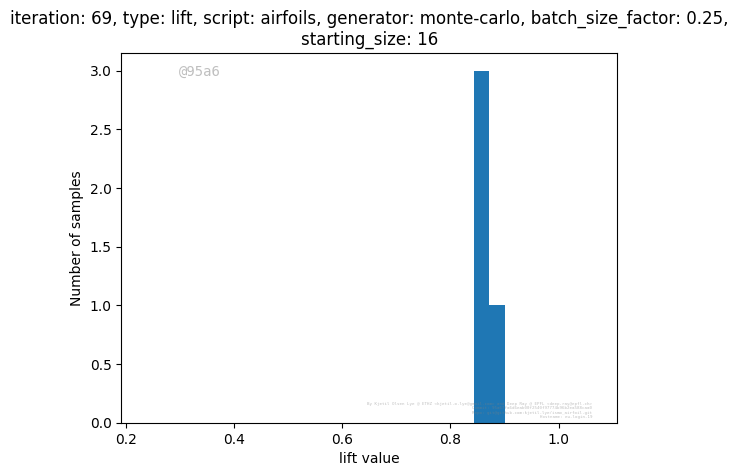 iteration: 69, type: lift, script: airfoils, generator: monte-carlo, batch_size_factor: 0.25,
starting_size: 16
@95a6
3.0
2.5
2.0
1.5
1.0
0.5
0.0
Number of samples
0.2 0.4 0.6 0.8 1.0
lift value